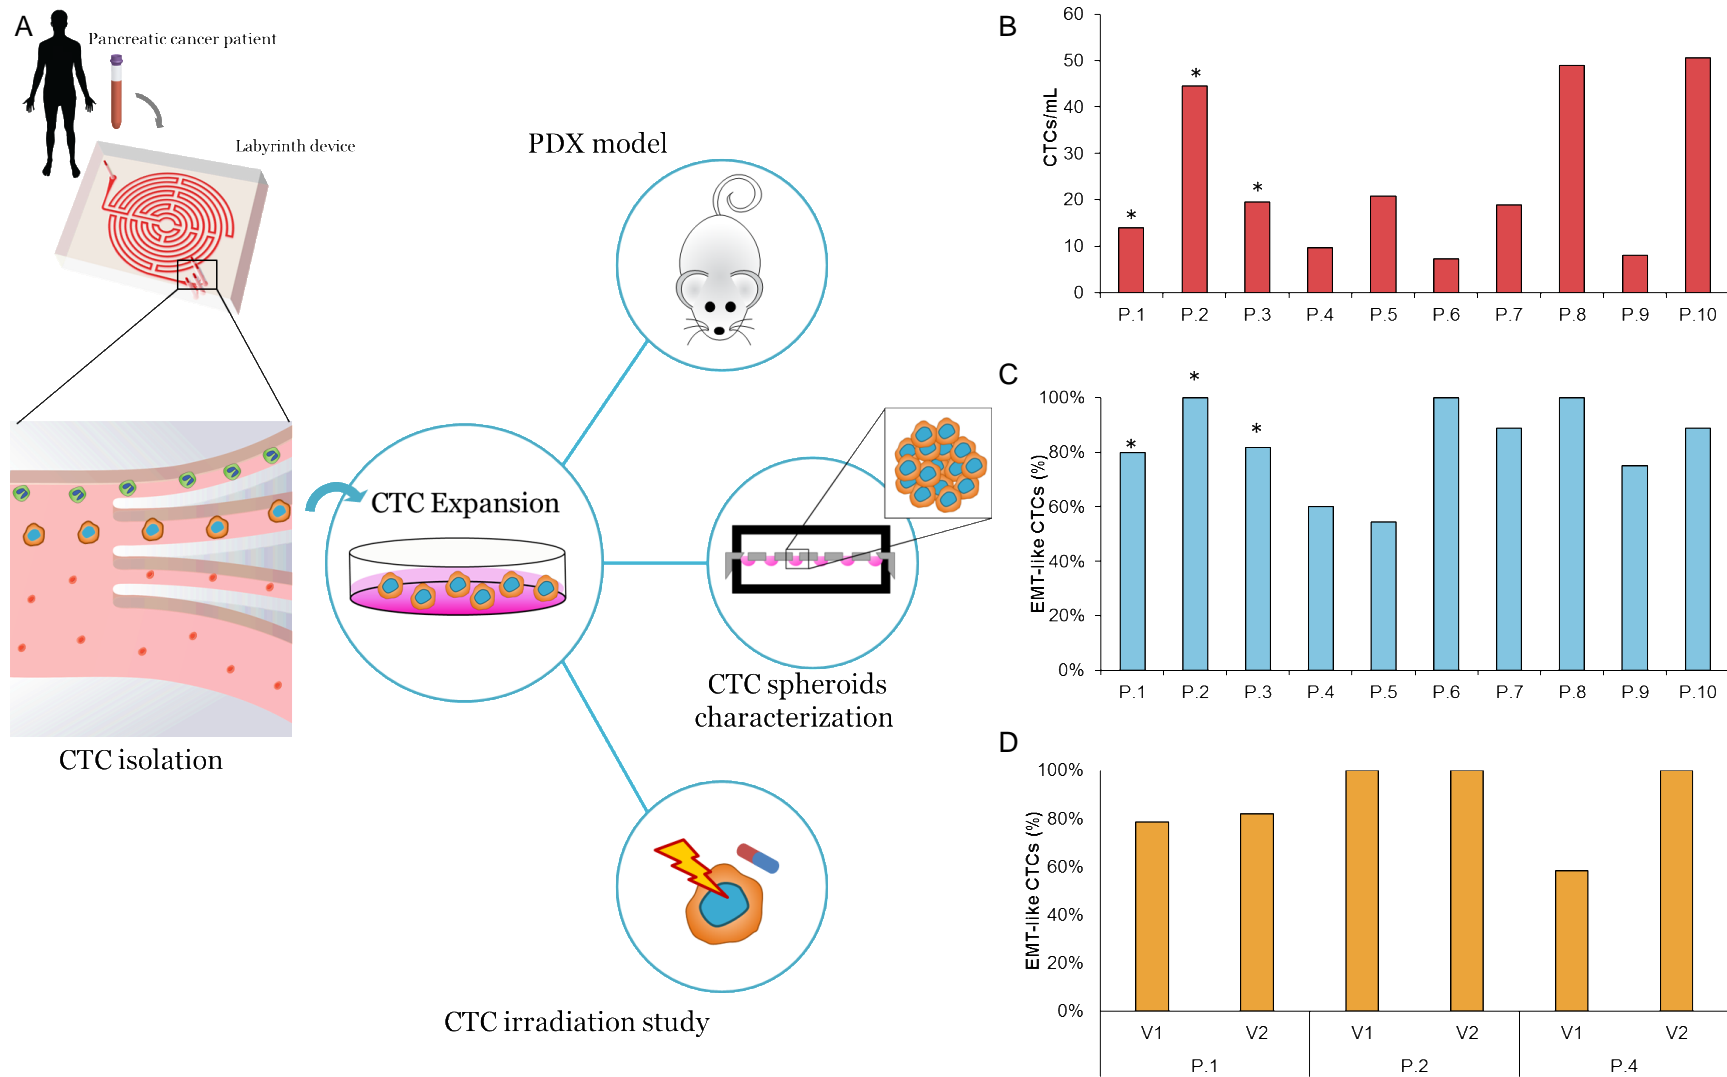 A
Pancreatic cancer patient
Labyrinth device
CTC isolation
CTC Expansion
PDX model
CTC spheroids
characterization
CTC irradiation study
B
CTCs/mL
60
50
40
30
20
10
0
* * *
P.1 P.2 P.3 P.4 P.5 P.6 P.7 P.8 P.9 P.10
C
EMT-like CTCs (%)
100%
80%
60%
40%
20%
0%
* * *
P.1 P.2 P.3 P.4 P.5 P.6 P.7 P.8 P.9 P.10
D
EMT-like CTCs (%)
100%
80%
60%
40%
20%
0%
V1 V2 V1 V2 V1 V2
P.1 P.2 P.4